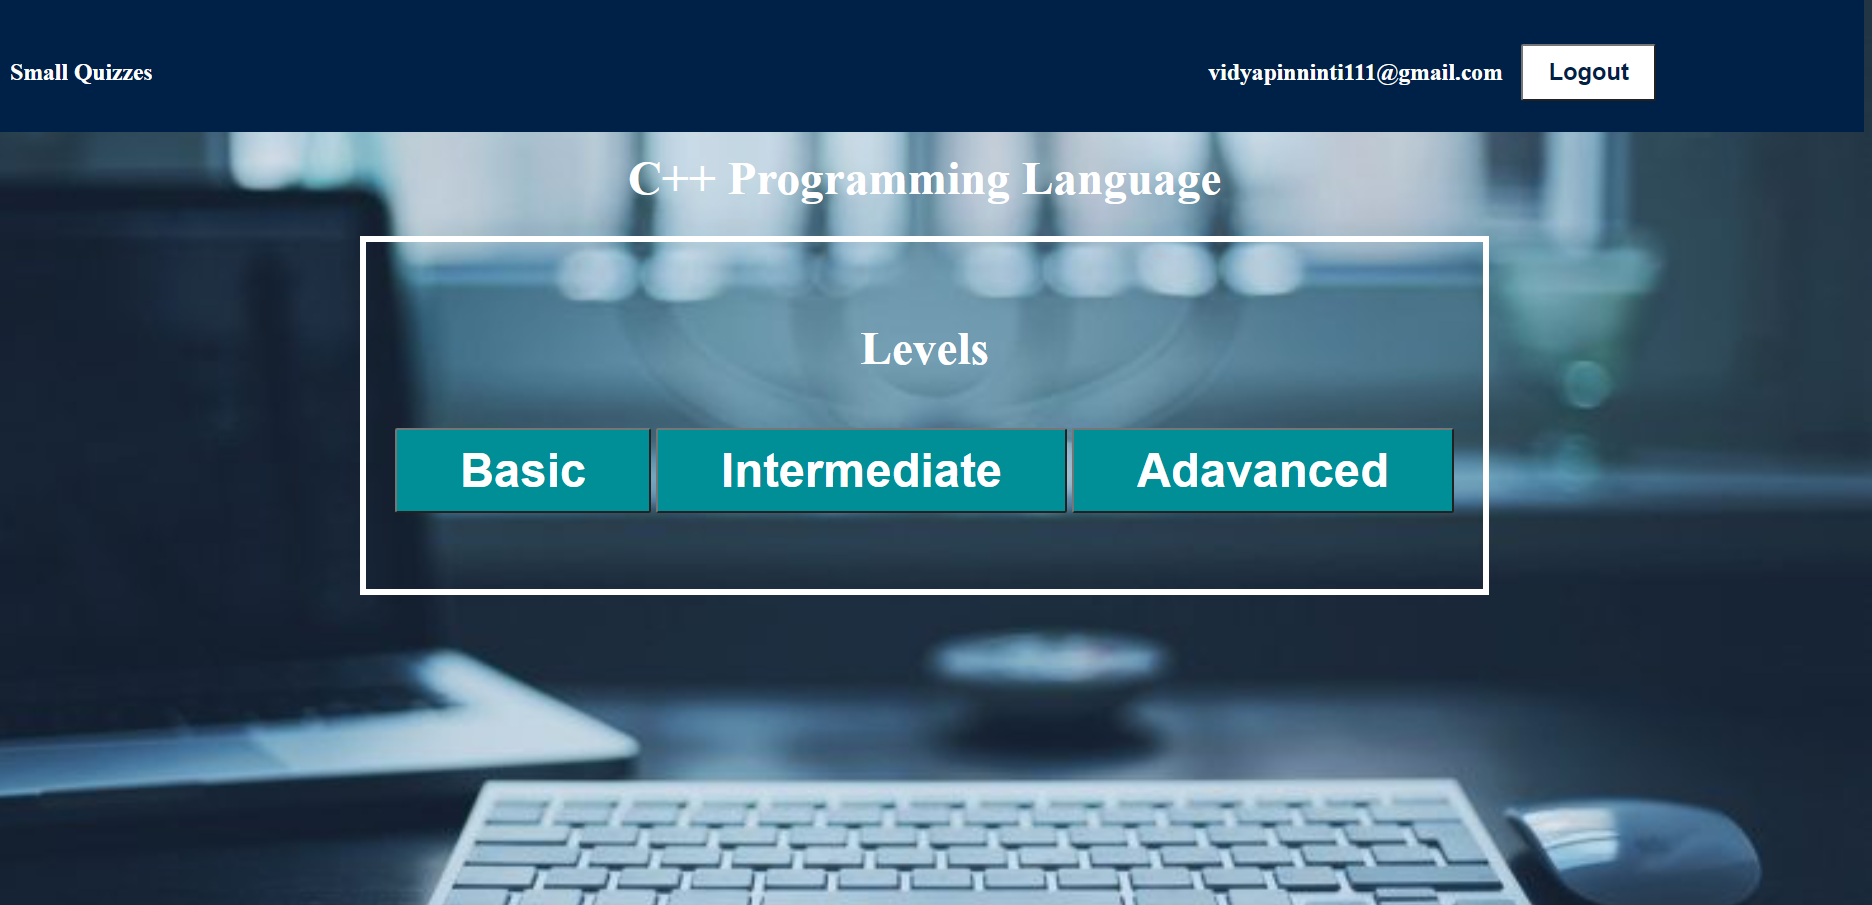 Small Quizzes vidyapinninti111@gmail.com Logout
C++ Programming Language
Levels
Basic Intermediate Adavanced